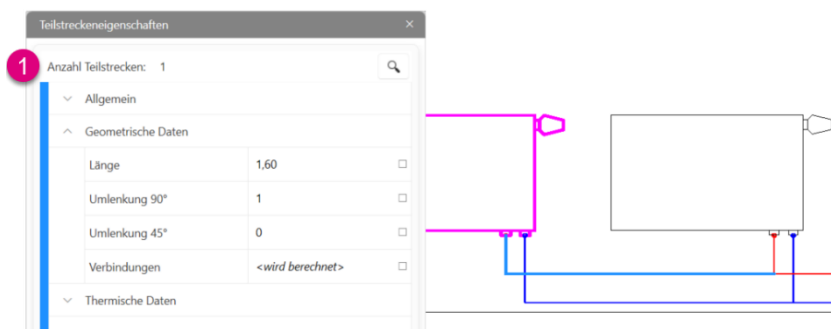 Teilstreckeneigenschaften
1 Anzahl Teilstrecken: 1
Allgemein
Geometrische Daten
Länge 1,60
Umlenkung 90° 1
Umlenkung 45° 0
Verbindungen <wird berechnet>
Thermische Daten